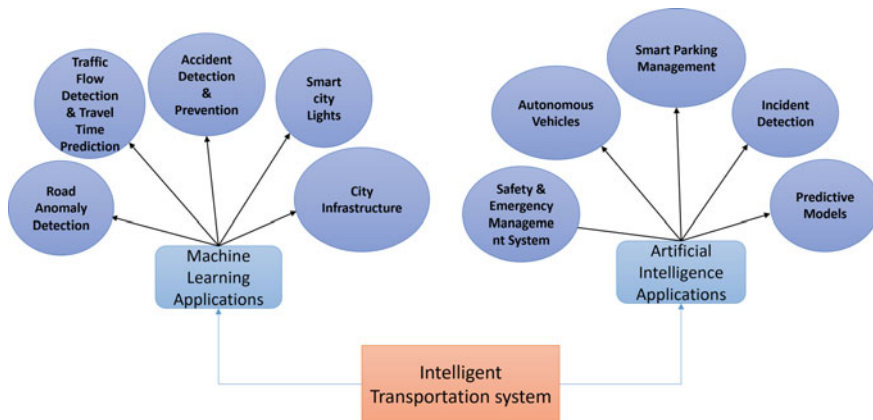 Traffic
Flow
Detection
& Travel
Time
Prediction
Accident
Detection
&
Prevention
Smart
city
Lights
Road
Anomaly
Detection
City
Infrastructure
Machine
Learning
Applications
Smart Parking
Management
Autonomous
Vehicles
Incident
Detection
Safety &
Emergency
Manageme
nt System
Predictive
Models
Artificial
Intelligence
Applications
Intelligent
Transportation system